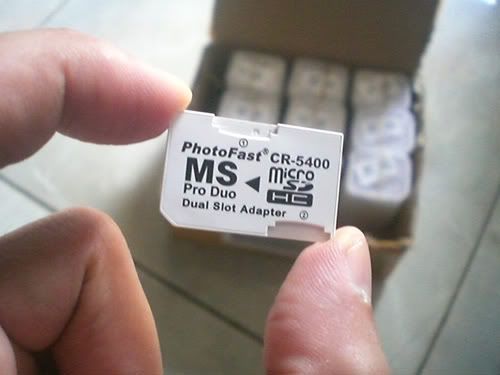 ①
PhotoFast® CR-5400
MS ◀ micro SD HC
Pro Duo
Dual Slot Adapter ②